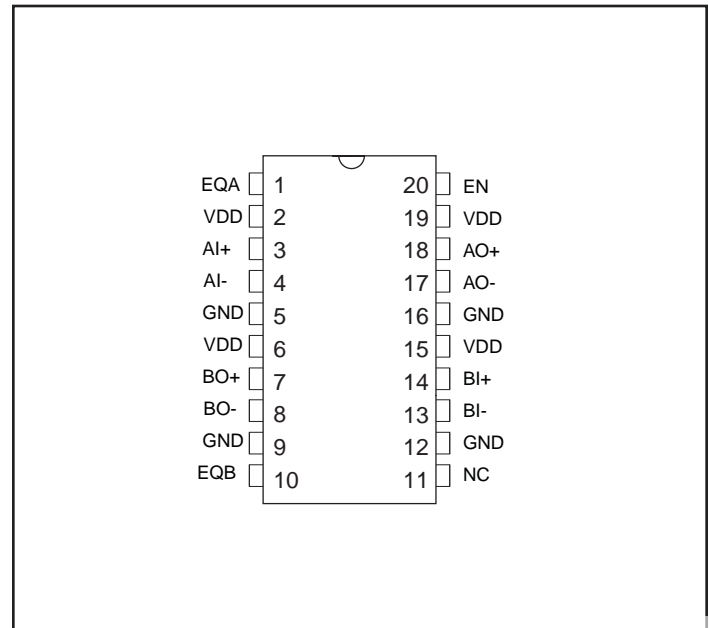 EQA 1 20 EN
VDD 2 19 VDD
AI+ 3 18 AO+
AI- 4 17 AO-
GND 5 16 GND
VDD 6 15 VDD
BO+ 7 14 BI+
BO- 8 13 BI-
GND 9 12 GND
EQB 10 11 NC